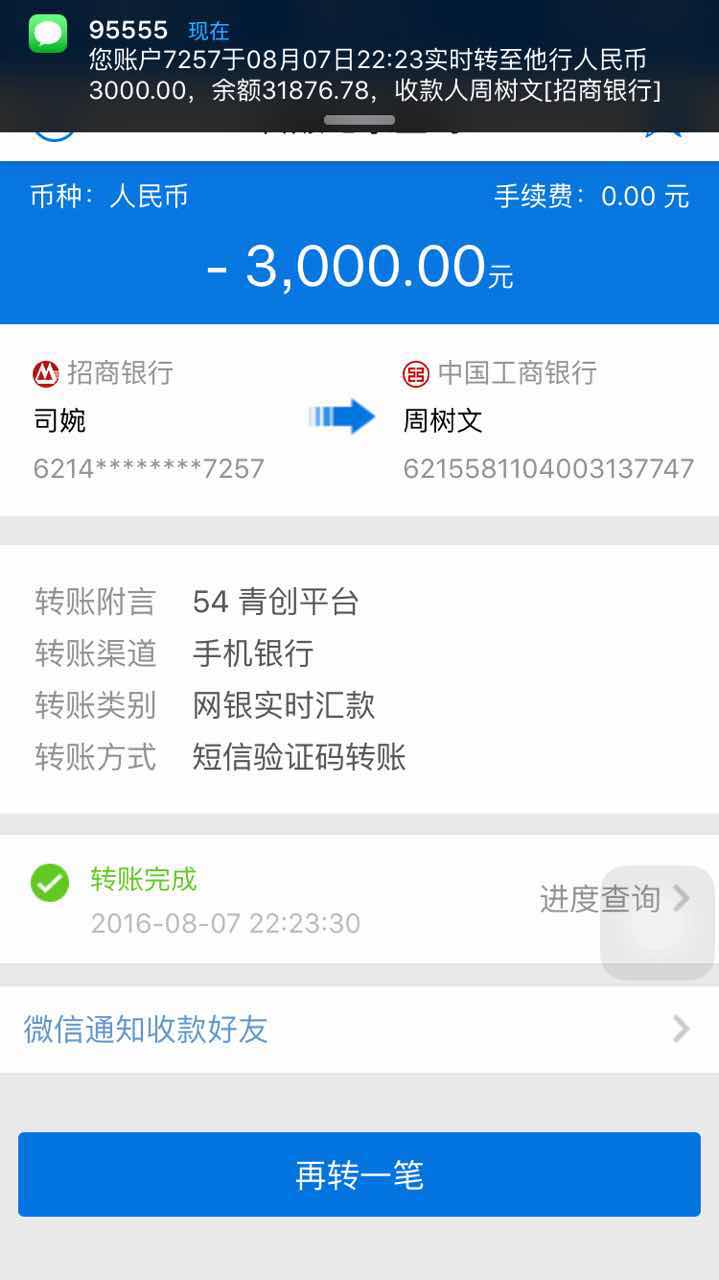 95555 现在
您账户7257于08月07日22:23实时转至他行人民币
3000.00，余额31876.78，收款人周树文[招商银行]
币种：人民币 手续费：0.00 元
- 3,000.00元
招商银行 中国工商银行
司婉 周树文
6214********7257 6215581104003137747
转账附言 54 青创平台
转账渠道 手机银行
转账类别 网银实时汇款
转账方式 短信验证码转账
转账完成 进度查询
2016-08-07 22:23:30
微信通知收款好友
再转一笔